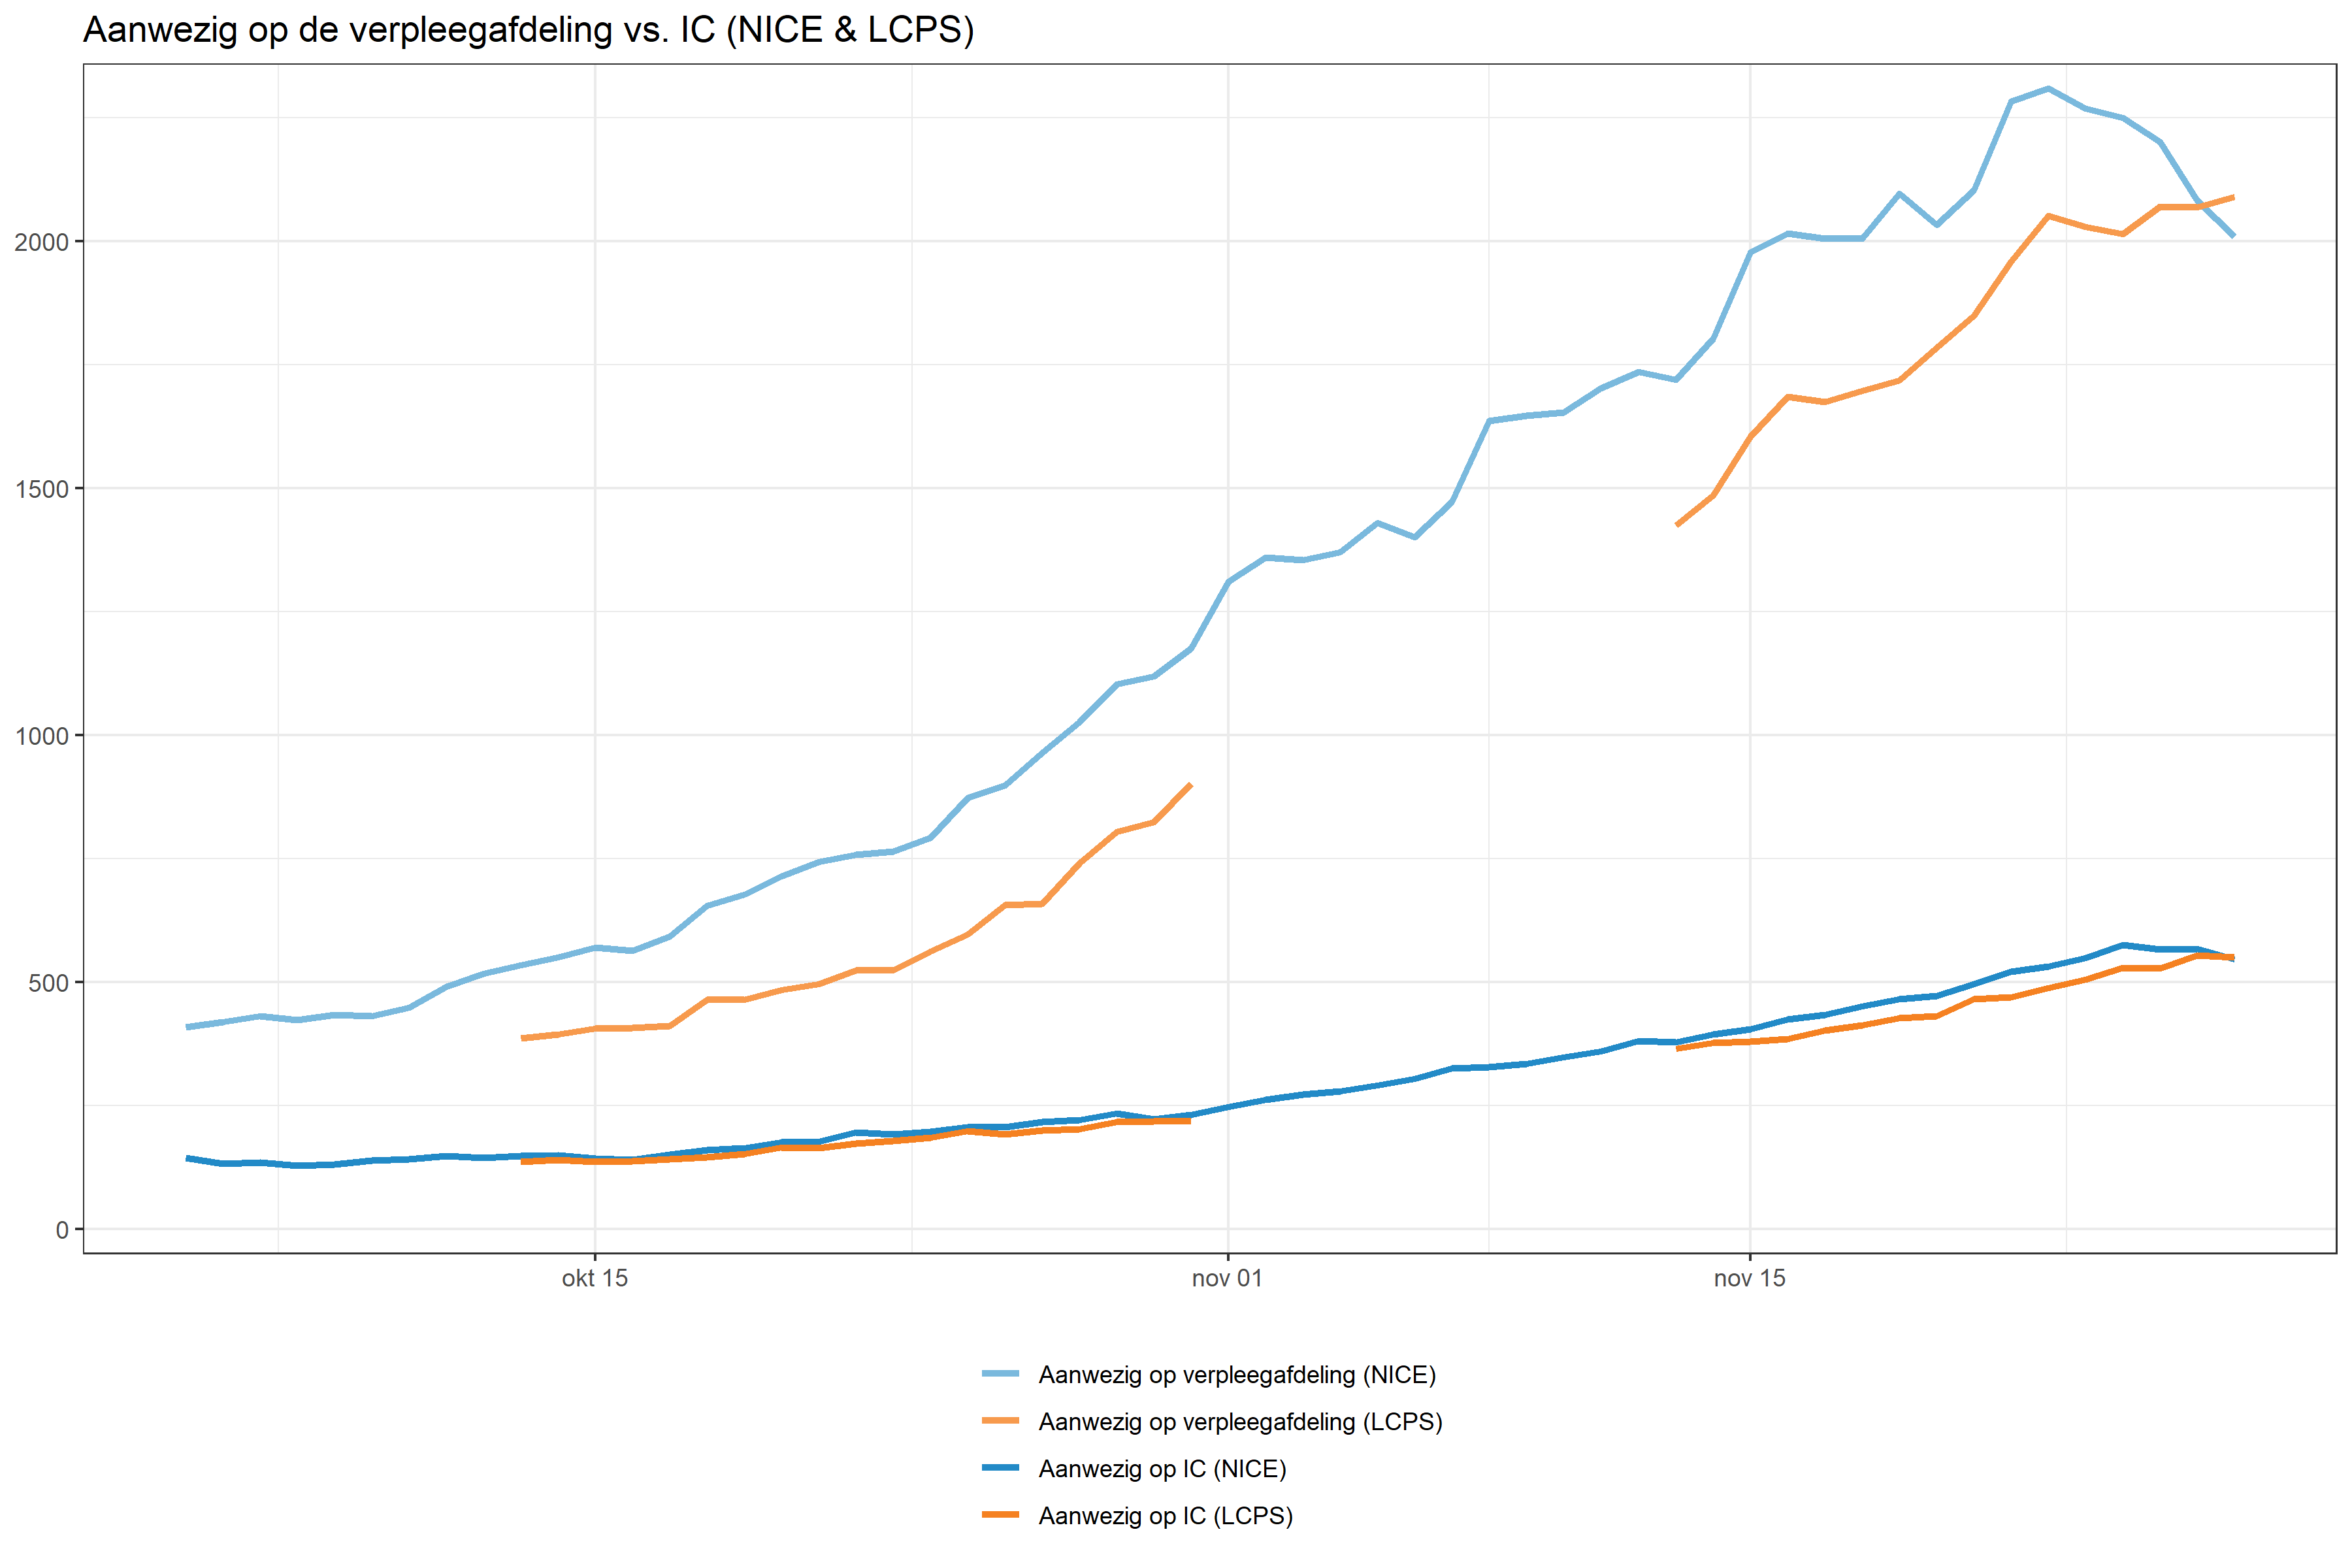 Aanwezig op de verpleegafdeling vs. IC (NICE & LCPS)
2000
1500
1000
500
0
okt 15
nov 01
nov 15
Aanwezig op verpleegafdeling (NICE)
Aanwezig op verpleegafdeling (LCPS)
Aanwezig op IC (NICE)
Aanwezig op IC (LCPS)